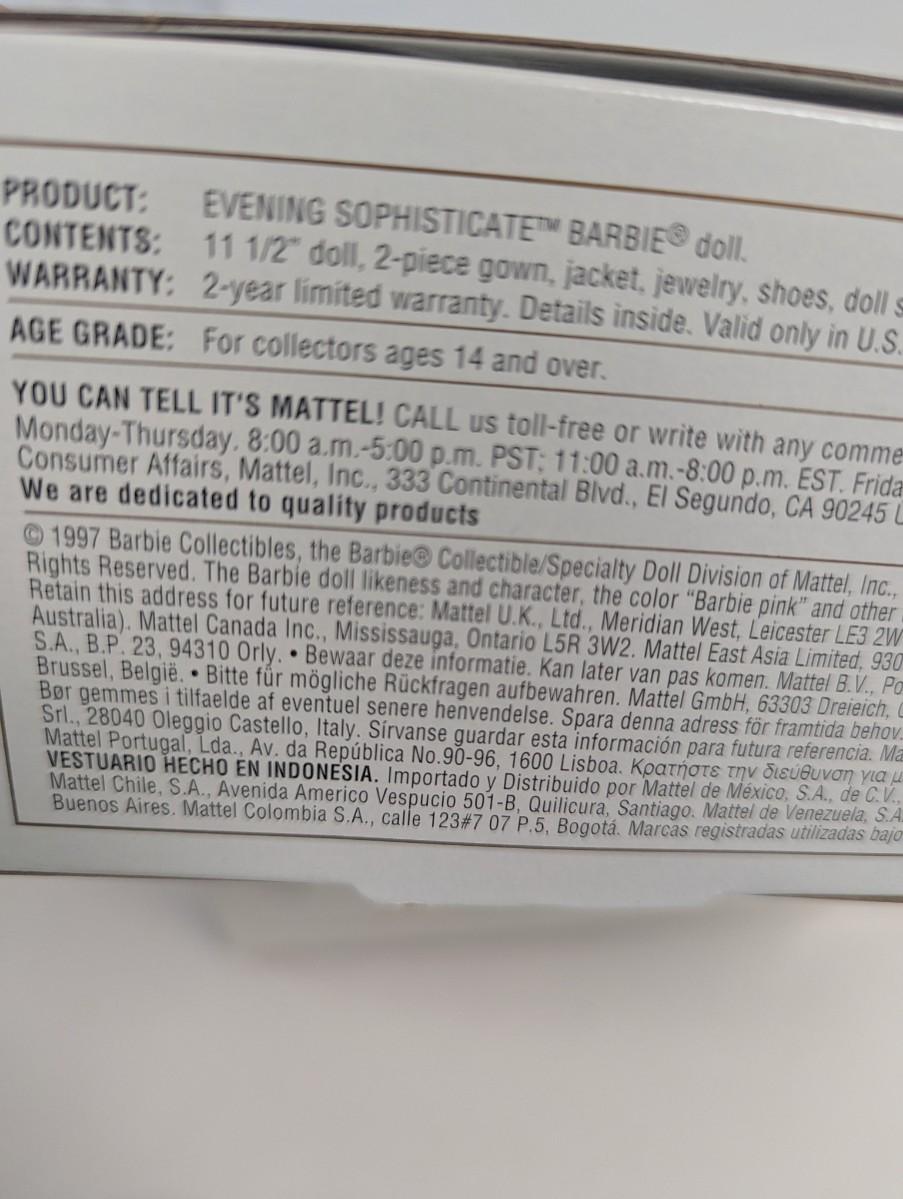 PRODUCT: EVENING SOPHISTICATE™ BARBIE® doll.
CONTENTS: 11 1/2" doll, 2-piece gown, jacket, jewelry, shoes, doll s
WARRANTY: 2-year limited warranty. Details inside. Valid only in U.S.
AGE GRADE: For collectors ages 14 and over.
YOU CAN TELL IT'S MATTEL! CALL us toll-free or write with any comme
Monday-Thursday. 8:00 a.m.-5:00 p.m. PST; 11:00 a.m.-8:00 p.m. EST. Frida
Consumer Affairs, Mattel, Inc., 333 Continental Blvd., El Segundo, CA 90245 U
We are dedicated to quality products
© 1997 Barbie Collectibles, the Barbie® Collectible/Specialty Doll Division of Mattel, Inc.,
Rights Reserved. The Barbie doll likeness and character, the color "Barbie pink" and other
Retain this address for future reference: Mattel U.K., Ltd., Meridian West, Leicester LE3 2W
Australia). Mattel Canada Inc., Mississauga, Ontario L5R 3W2. Mattel East Asia Limited, 930
S.A., B.P. 23, 94310 Orly. • Bewaar deze informatie. Kan later van pas komen. Mattel B.V., Po
Brussel, België. • Bitte für mögliche Rückfragen aufbewahren. Mattel GmbH, 63303 Dreieich,
Bør gemmes i tilfaelde af eventuel senere henvendelse. Spara denna adress för framtida behov.
Srl., 28040 Oleggio Castello, Italy. Sírvanse guardar esta información para futura referencia. Ma
Mattel Portugal, Lda., Av. da República No.90-96, 1600 Lisboa. Κρατήστε την διεύθυνση για μ
VESTUARIO HECHO EN INDONESIA. Importado y Distribuido por Mattel de México, S.A., de C.V.,
Mattel Chile, S.A., Avenida Americo Vespucio 501-B, Quilicura, Santiago. Mattel de Venezuela, S.A.
Buenos Aires. Mattel Colombia S.A., calle 123#7 07 P.5, Bogotá. Marcas registradas utilizadas bajo